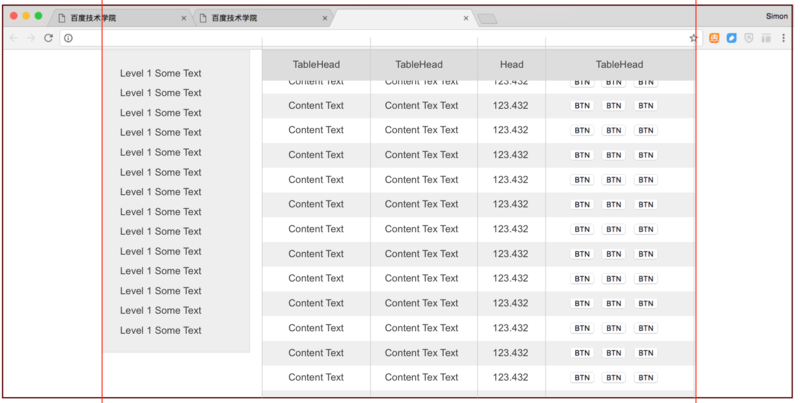 百度技术学院
百度技术学院
Simon
Level 1 Some Text
Level 1 Some Text
Level 1 Some Text
Level 1 Some Text
Level 1 Some Text
Level 1 Some Text
Level 1 Some Text
Level 1 Some Text
Level 1 Some Text
Level 1 Some Text
Level 1 Some Text
Level 1 Some Text
Level 1 Some Text
Level 1 Some Text
TableHead TableHead Head TableHead
Content Text Content Tex Text 123.432 BTN BTN BTN
Content Text Content Tex Text 123.432 BTN BTN BTN
Content Text Content Tex Text 123.432 BTN BTN BTN
Content Text Content Tex Text 123.432 BTN BTN BTN
Content Text Content Tex Text 123.432 BTN BTN BTN
Content Text Content Tex Text 123.432 BTN BTN BTN
Content Text Content Tex Text 123.432 BTN BTN BTN
Content Text Content Tex Text 123.432 BTN BTN BTN
Content Text Content Tex Text 123.432 BTN BTN BTN
Content Text Content Tex Text 123.432 BTN BTN BTN
Content Text Content Tex Text 123.432 BTN BTN BTN
Content Text Content Tex Text 123.432 BTN BTN BTN
Content Text Content Tex Text 123.432 BTN BTN BTN